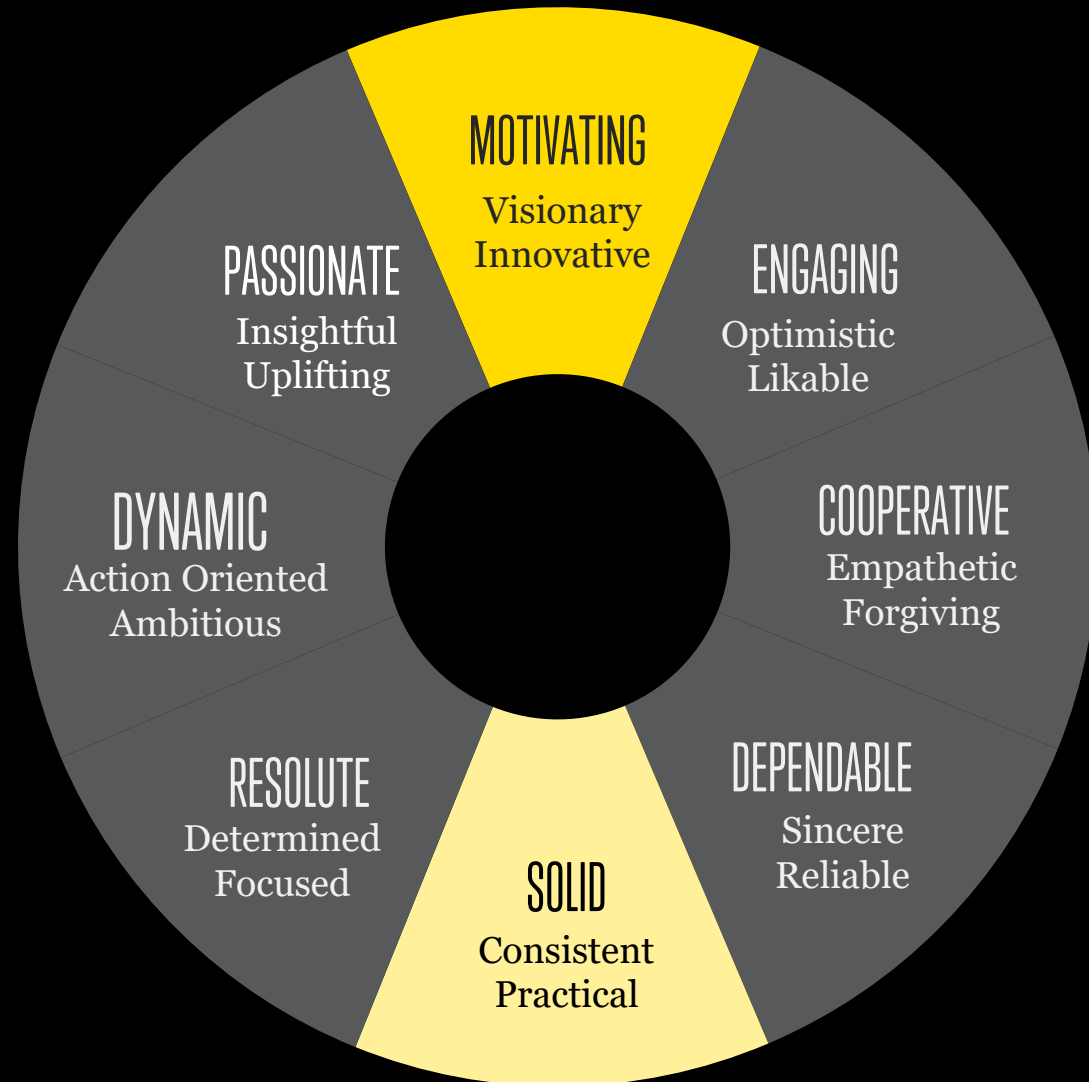 MOTIVATING
Visionary
Innovative
ENGAGING
Optimistic
Likable
COOPERATIVE
Empathetic
Forgiving
DEPENDABLE
Sincere
Reliable
SOLID
Consistent
Practical
RESOLUTE
Determined
Focused
DYNAMIC
Action Oriented
Ambitious
PASSIONATE
Insightful
Uplifting